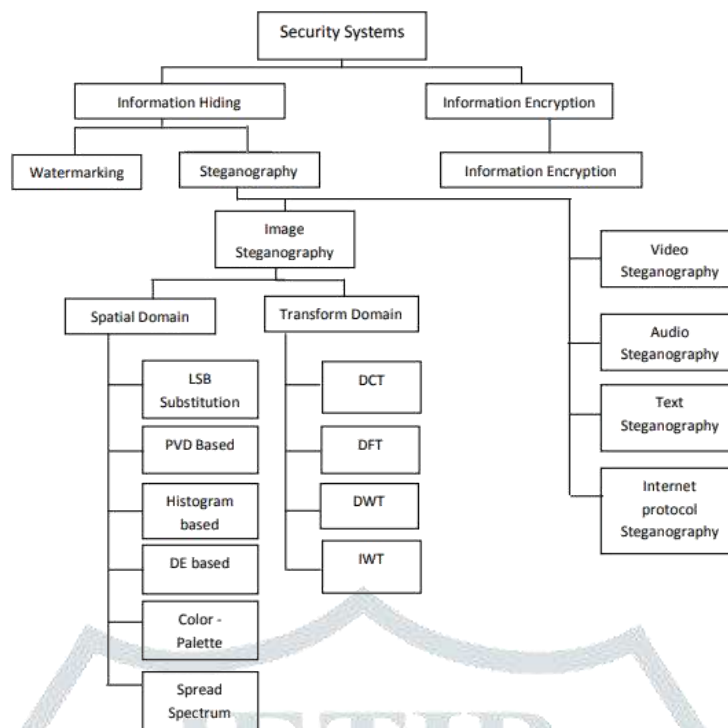 Security Systems
Information Hiding
Information Encryption
Watermarking
Steganography
Information Encryption
Image
Steganography
Spatial Domain
Transform Domain
LSB
Substitution
PVD Based
Histogram
based
DE based
Color -
Palette
Spread
Spectrum
DCT
DFT
DWT
IWT
Video
Steganography
Audio
Steganography
Text
Steganography
Internet
protocol
Steganography